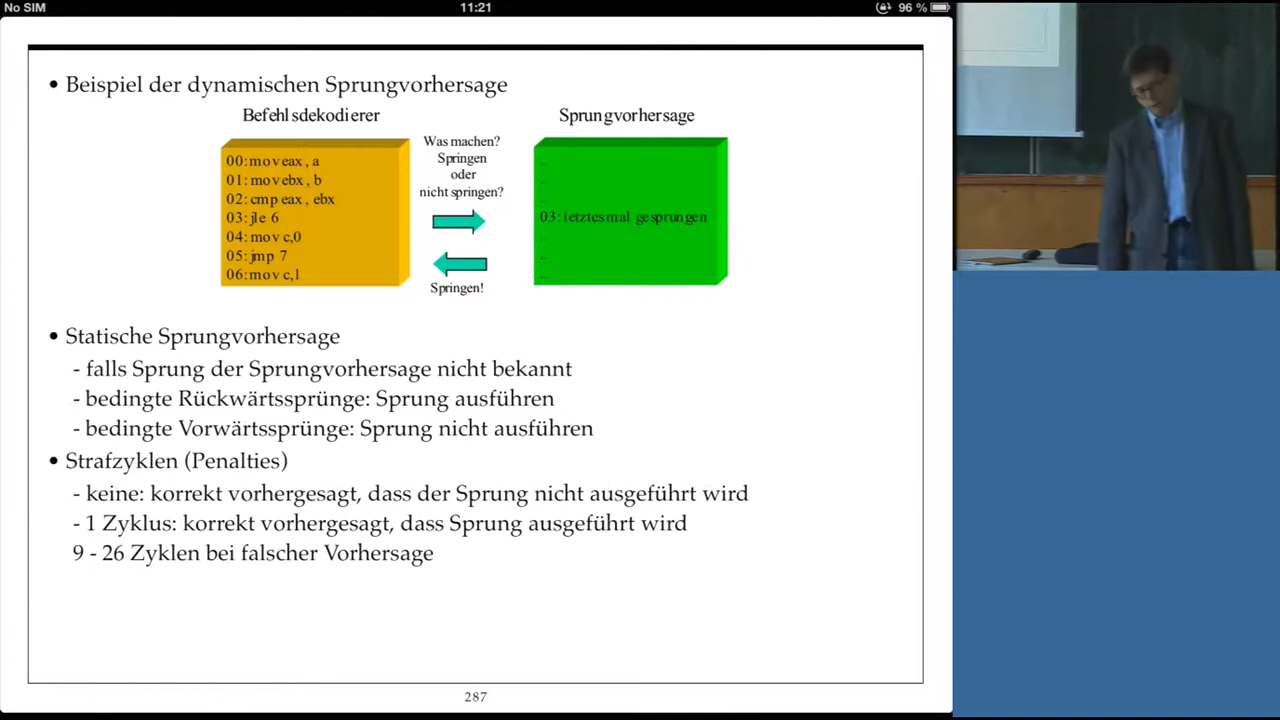 No SIM 11:21 96 %
• Beispiel der dynamischen Sprungvorhersage
Befehlsdekodierer
Sprungvorhersage
00: mov eax, a
01: mov ebx, b
02: cmp eax, ebx
03: jle 6
04: mov c,0
05: jmp 7
06: mov c,1
Was machen?
Springen
oder
nicht springen?
Springen!
..
..
..
03: letztesmal gesprungen
..
..
..
• Statische Sprungvorhersage
- falls Sprung der Sprungvorhersage nicht bekannt
- bedingte Rückwärtssprünge: Sprung ausführen
- bedingte Vorwärtssprünge: Sprung nicht ausführen
• Strafzyklen (Penalties)
- keine: korrekt vorhergesagt, dass der Sprung nicht ausgeführt wird
- 1 Zyklus: korrekt vorhergesagt, dass Sprung ausgeführt wird
9 - 26 Zyklen bei falscher Vorhersage
287